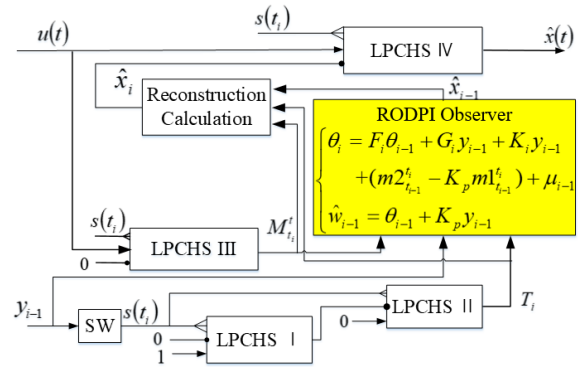 s(t_i)
u(t)
LPCHS Ⅳ
x̂(t)
x̂_i
Reconstruction
Calculation
x̂_{i-1}
RODPI Observer
θ_i = F_i θ_{i-1} + G_i y_{i-1} + K_i y_{i-1}
+(m2^{t_i}_{t_{i-1}} − K_p m1^{t_i}_{t_{i-1}}) + μ_{i-1}
ŵ_{i-1} = θ_{i-1} + K_p y_{i-1}
s(t_i)
LPCHS III
0
M^t_{t_i}
y_{i-1}
SW
s(t_i)
LPCHS Ⅰ
0
1
LPCHS Ⅱ
0
T_i